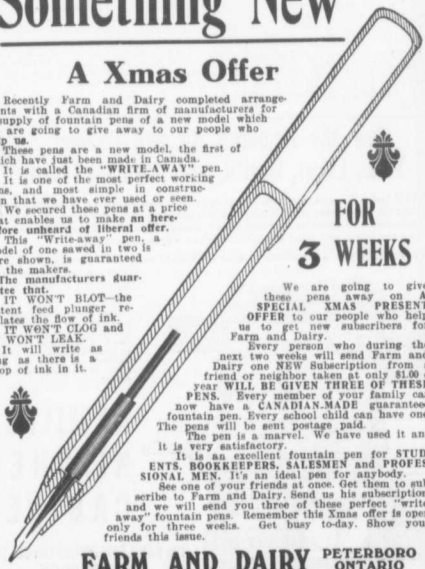 Something New
A Xmas Offer
Recently Farm and Dairy completed arrange-
nts with a Canadian firm of manufacturers for
upply of fountain pens of a new model which
are going to give away to our people who
p us.
These pens are a new model, the first of
ich have just been made in Canada.
It is called the "WRITE-AWAY" pen.
It is one of the most perfect working
ns, and most simple in construc-
n that we have ever used or seen.
We secured these pens at a price
at enables us to make an here-
fore unheard of liberal offer.
This "Write-away" pen, a
del of one sawed in two is
re shown, is guaranteed
the makers.
The manufacturers guar-
tee that.
IT WON'T BLOT—the
tent feed plunger re-
lates the flow of ink.
IT WON'T CLOG and
WON'T LEAK.
It will write as
g as there is a
op of ink in it.
FOR
3 WEEKS
We are going to give
these pens away on A
SPECIAL XMAS PRESENT
OFFER to our people who help
us to get new subscribers for
Farm and Dairy.
Every person who during the
next two weeks will send Farm and
Dairy one NEW Subscription from
friend or neighbor taken at only $1.00
year WILL BE GIVEN THREE OF THESE
PENS. Every member of your family ca
now have a CANADIAN-MADE guarantee
fountain pen. Every school child can have one
The pens will be sent postage paid.
The pen is a marvel. We have used it an
it is very satisfactory.
It is an excellent fountain pen for STUD
ENTS, BOOKKEEPERS, SALESMEN and PROFES
SIONAL MEN. It's an ideal pen for anybody.
See one of your friends at once. Get them to sub
scribe to Farm and Dairy. Send us his subscription
and we will send you three of these perfect "write
away" fountain pens. Remember this Xmas offer is open
only for three weeks. Get busy to-day. Show you
friends this issue.
FARM AND DAIRY PETERBORO
ONTARIO